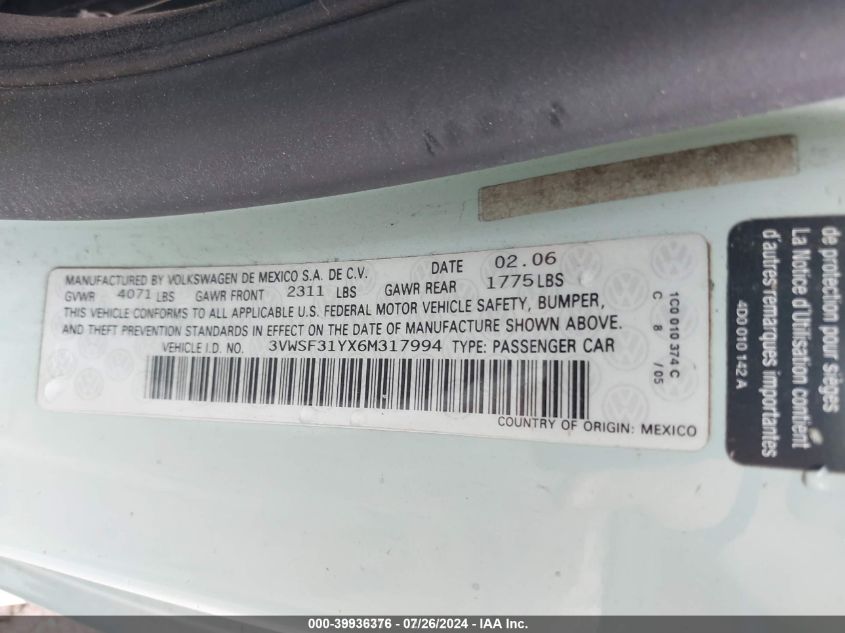 MANUFACTURED BY VOLKSWAGEN DE MEXICO S.A. DE C.V. DATE 02.06
GVWR 4071 LBS GAWR FRONT 2311 LBS GAWR REAR 1775 LBS
THIS VEHICLE CONFORMS TO ALL APPLICABLE U.S. FEDERAL MOTOR VEHICLE SAFETY, BUMPER,
AND THEFT PREVENTION STANDARDS IN EFFECT ON THE DATE OF MANUFACTURE SHOWN ABOVE.
VEHICLE I.D. NO. 3VWSF31YX6M317994 TYPE: PASSENGER CAR
COUNTRY OF ORIGIN: MEXICO
1C0 010 374 C
C 8 /05
4D0 010 142 A
de protection pour sièges
La Notice d'Utilisation contient
d'autres remarques importantes
000-39936376 - 07/26/2024 - IAA Inc.